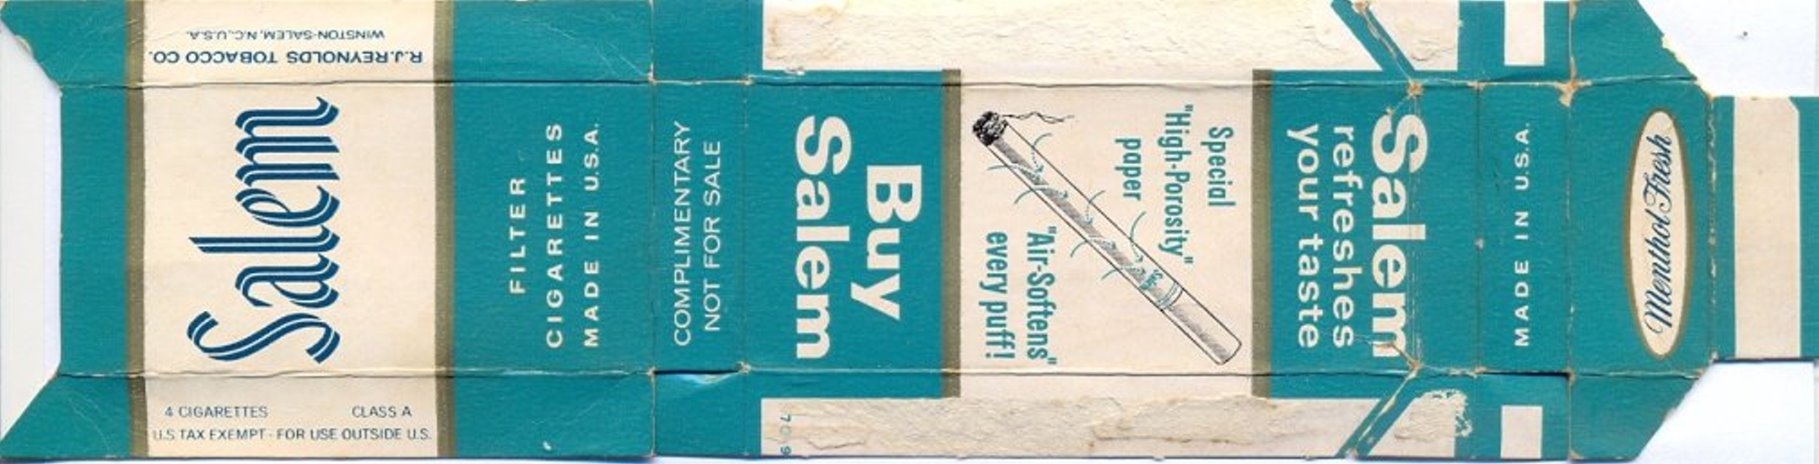 R.J.REYNOLDS TOBACCO CO.
WINSTON-SALEM, N.C., U.S.A.
Salem
4 CIGARETTES CLASS A
U.S. TAX EXEMPT - FOR USE OUTSIDE U.S.
FILTER
CIGARETTES
MADE IN U.S.A.
COMPLIMENTARY
NOT FOR SALE
Buy
Salem
Special
"High-Porosity"
paper
"Air-Softens"
every puff!
Salem
refreshes
your taste
MADE IN U.S.A.
Menthol Fresh